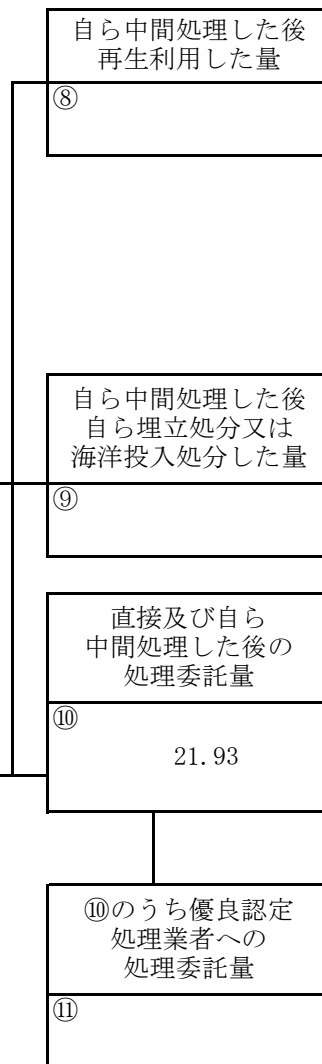 自ら中間処理した後
再生利用した量
⑧
自ら中間処理した後
自ら埋立処分又は
海洋投入処分した量
⑨
直接及び自ら
中間処理した後の
処理委託量
⑩
21.93
⑩のうち優良認定
処理業者への
処理委託量
⑪